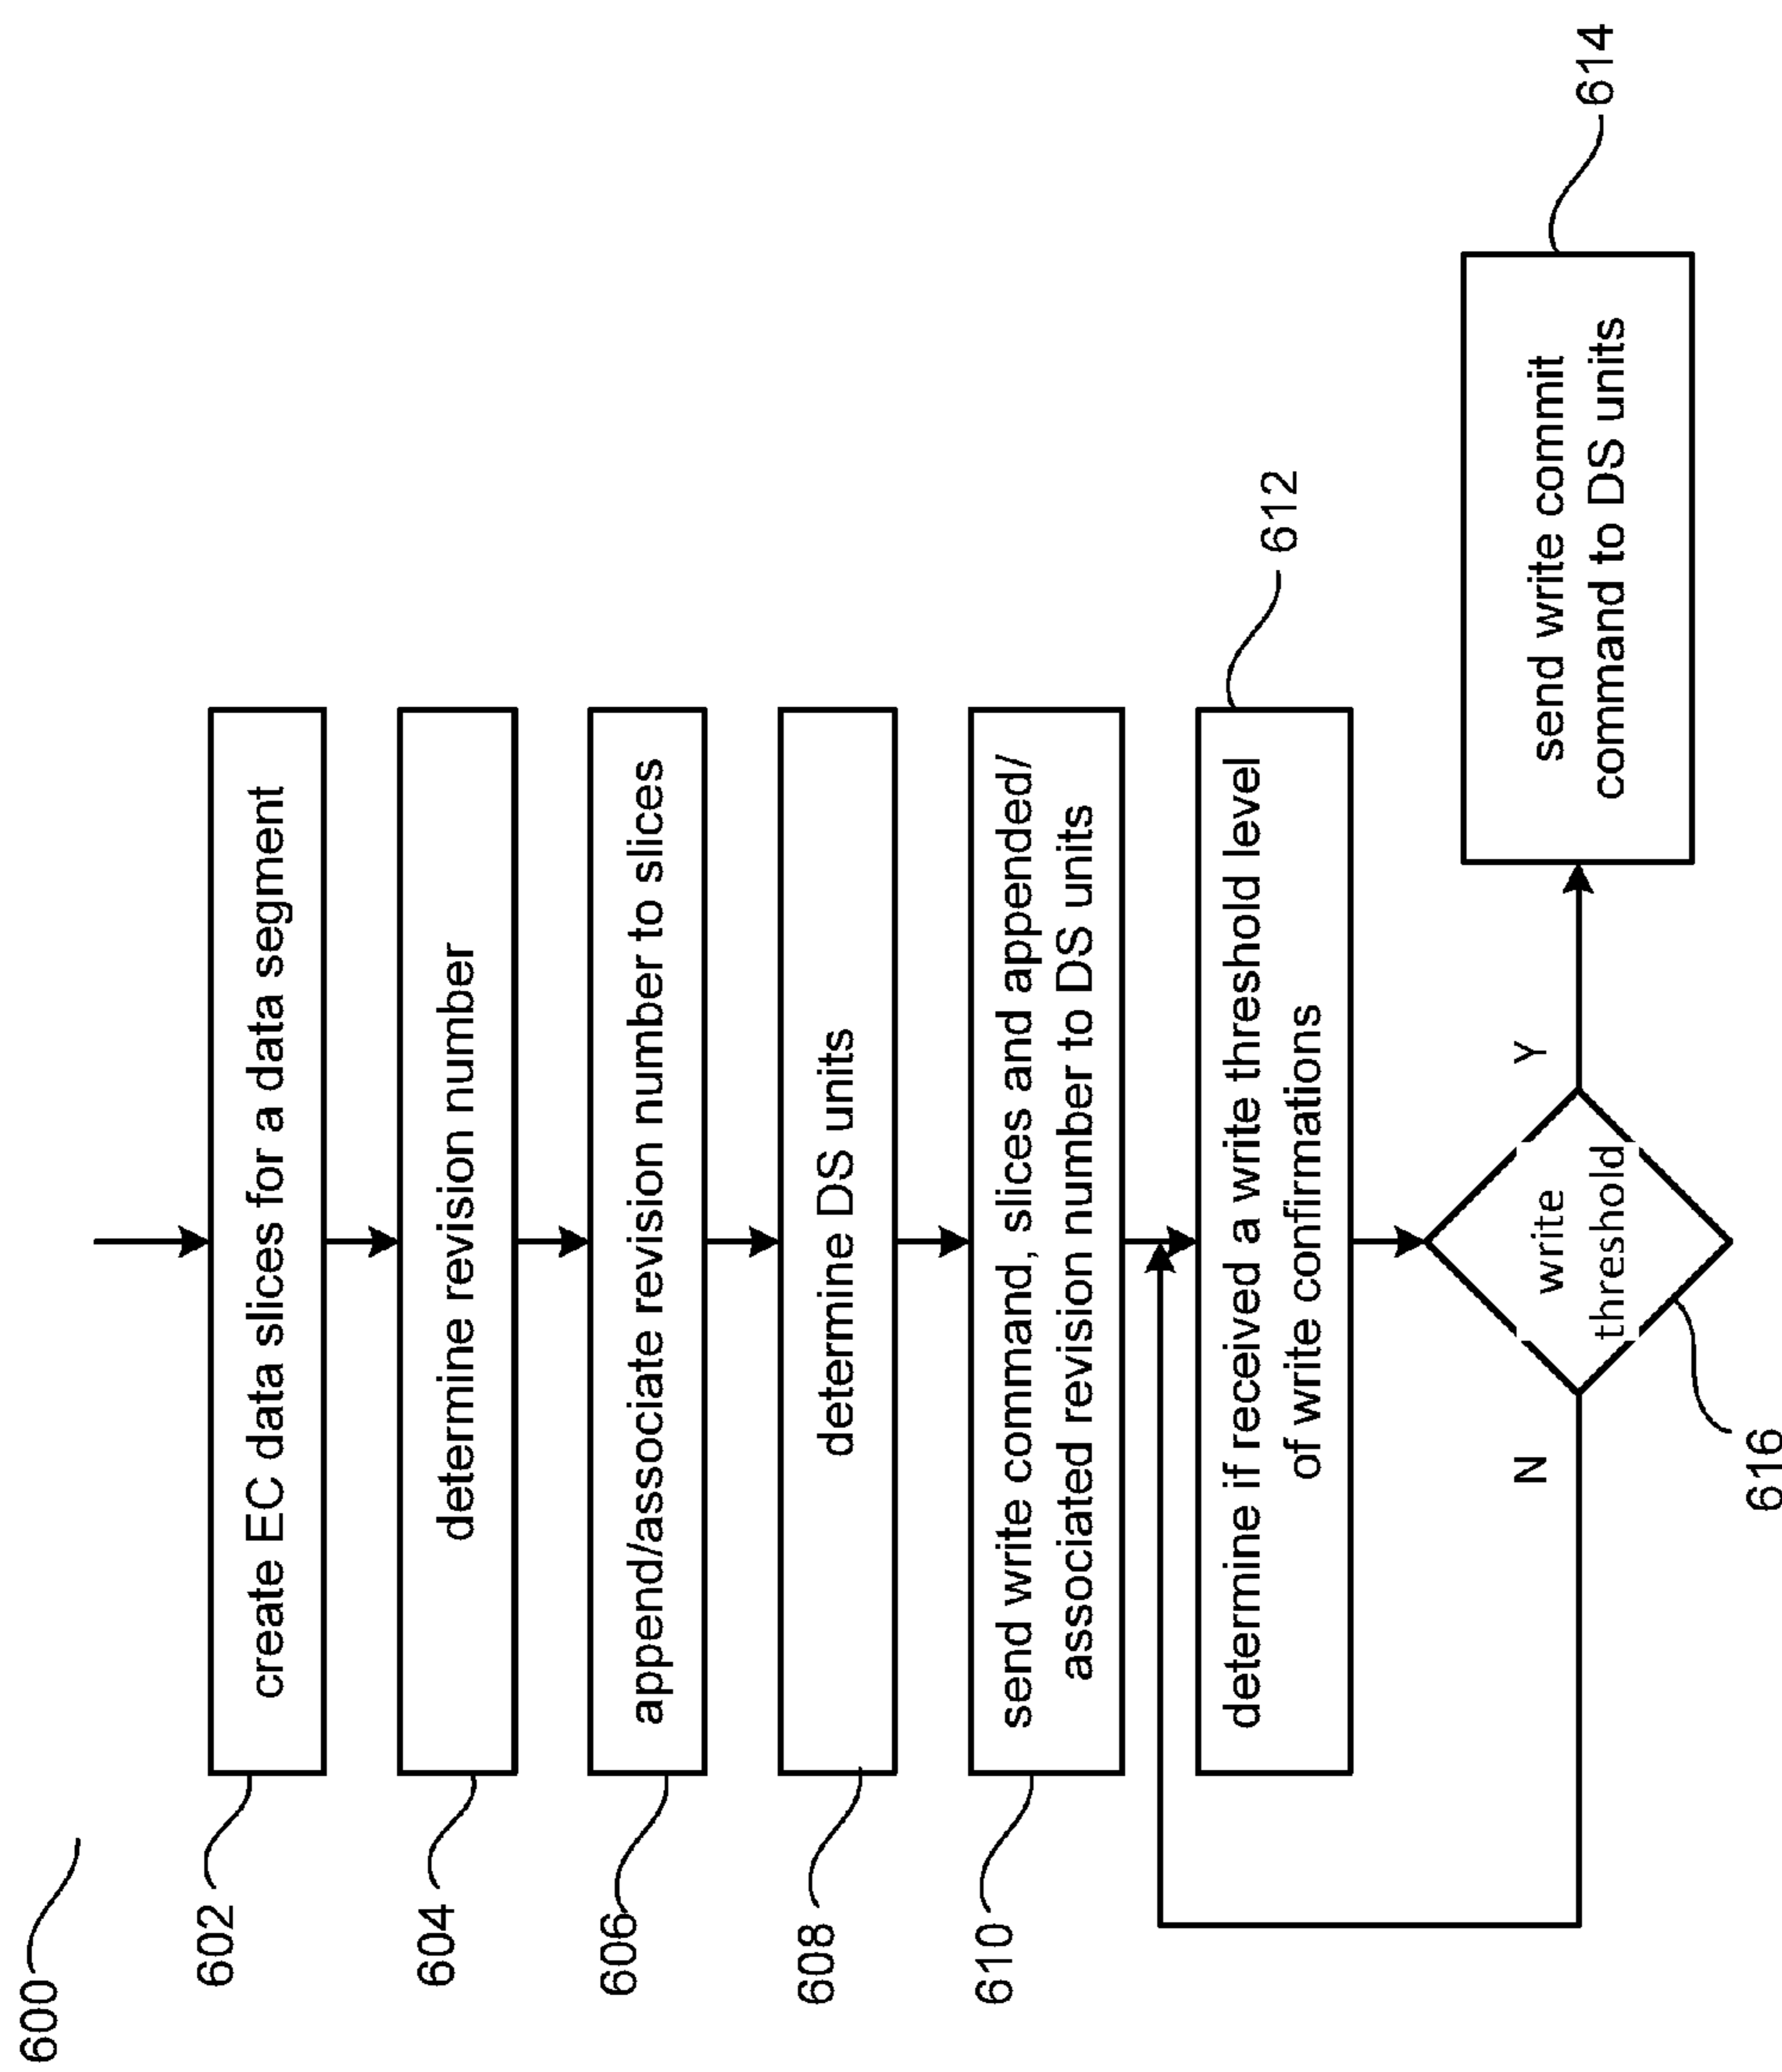 600
602
create EC data slices for a data segment
604
determine revision number
606
append/associate revision number to slices
608
determine DS units
610
send write command, slices and appended/
associated revision number to DS units
612
determine if received a write threshold level
of write confirmations
616
write
threshold
N
Y
614
send write commit
command to DS units